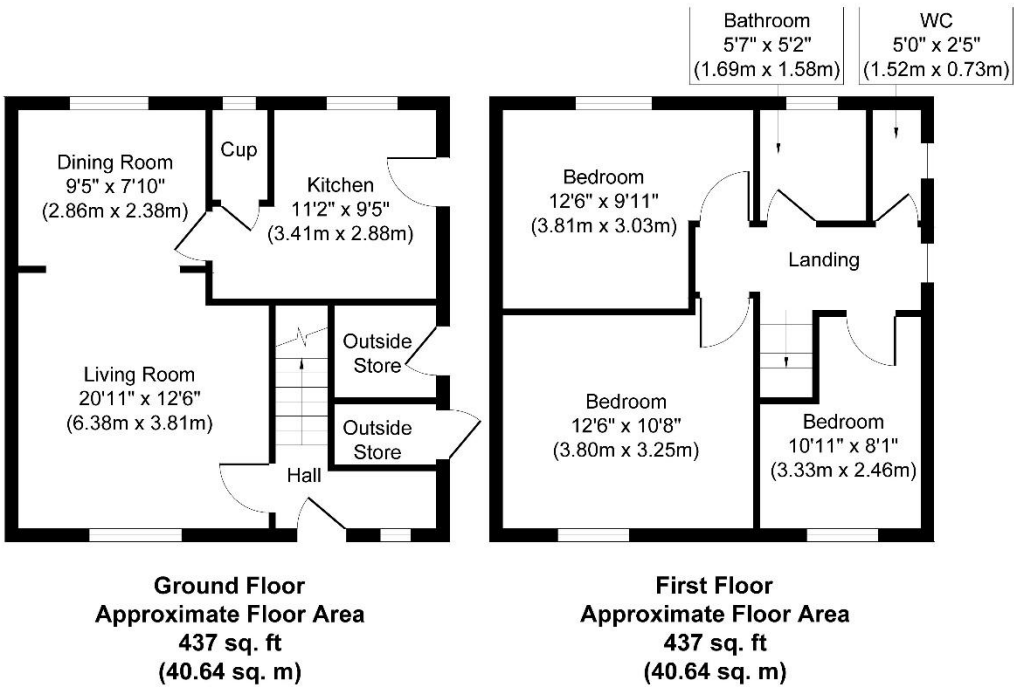 Bathroom
5'7" x 5'2"
(1.69m x 1.58m)
WC
5'0" x 2'5"
(1.52m x 0.73m)
Dining Room
9'5" x 7'10"
(2.86m x 2.38m)
Cup
Kitchen
11'2" x 9'5"
(3.41m x 2.88m)
Living Room
20'11" x 12'6"
(6.38m x 3.81m)
Outside
Store
Outside
Store
Hall
Bedroom
12'6" x 9'11"
(3.81m x 3.03m)
Landing
Bedroom
12'6" x 10'8"
(3.80m x 3.25m)
Bedroom
10'11" x 8'1"
(3.33m x 2.46m)
Ground Floor
Approximate Floor Area
437 sq. ft
(40.64 sq. m)
First Floor
Approximate Floor Area
437 sq. ft
(40.64 sq. m)